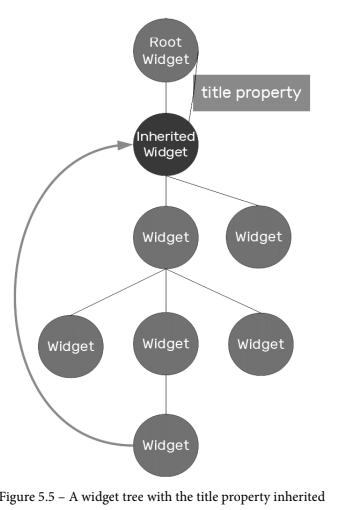 Root
Widget
title property
Inherited
Widget
Widget
Widget
Widget
Widget
Widget
Widget
Figure 5.5 – A widget tree with the title property inherited